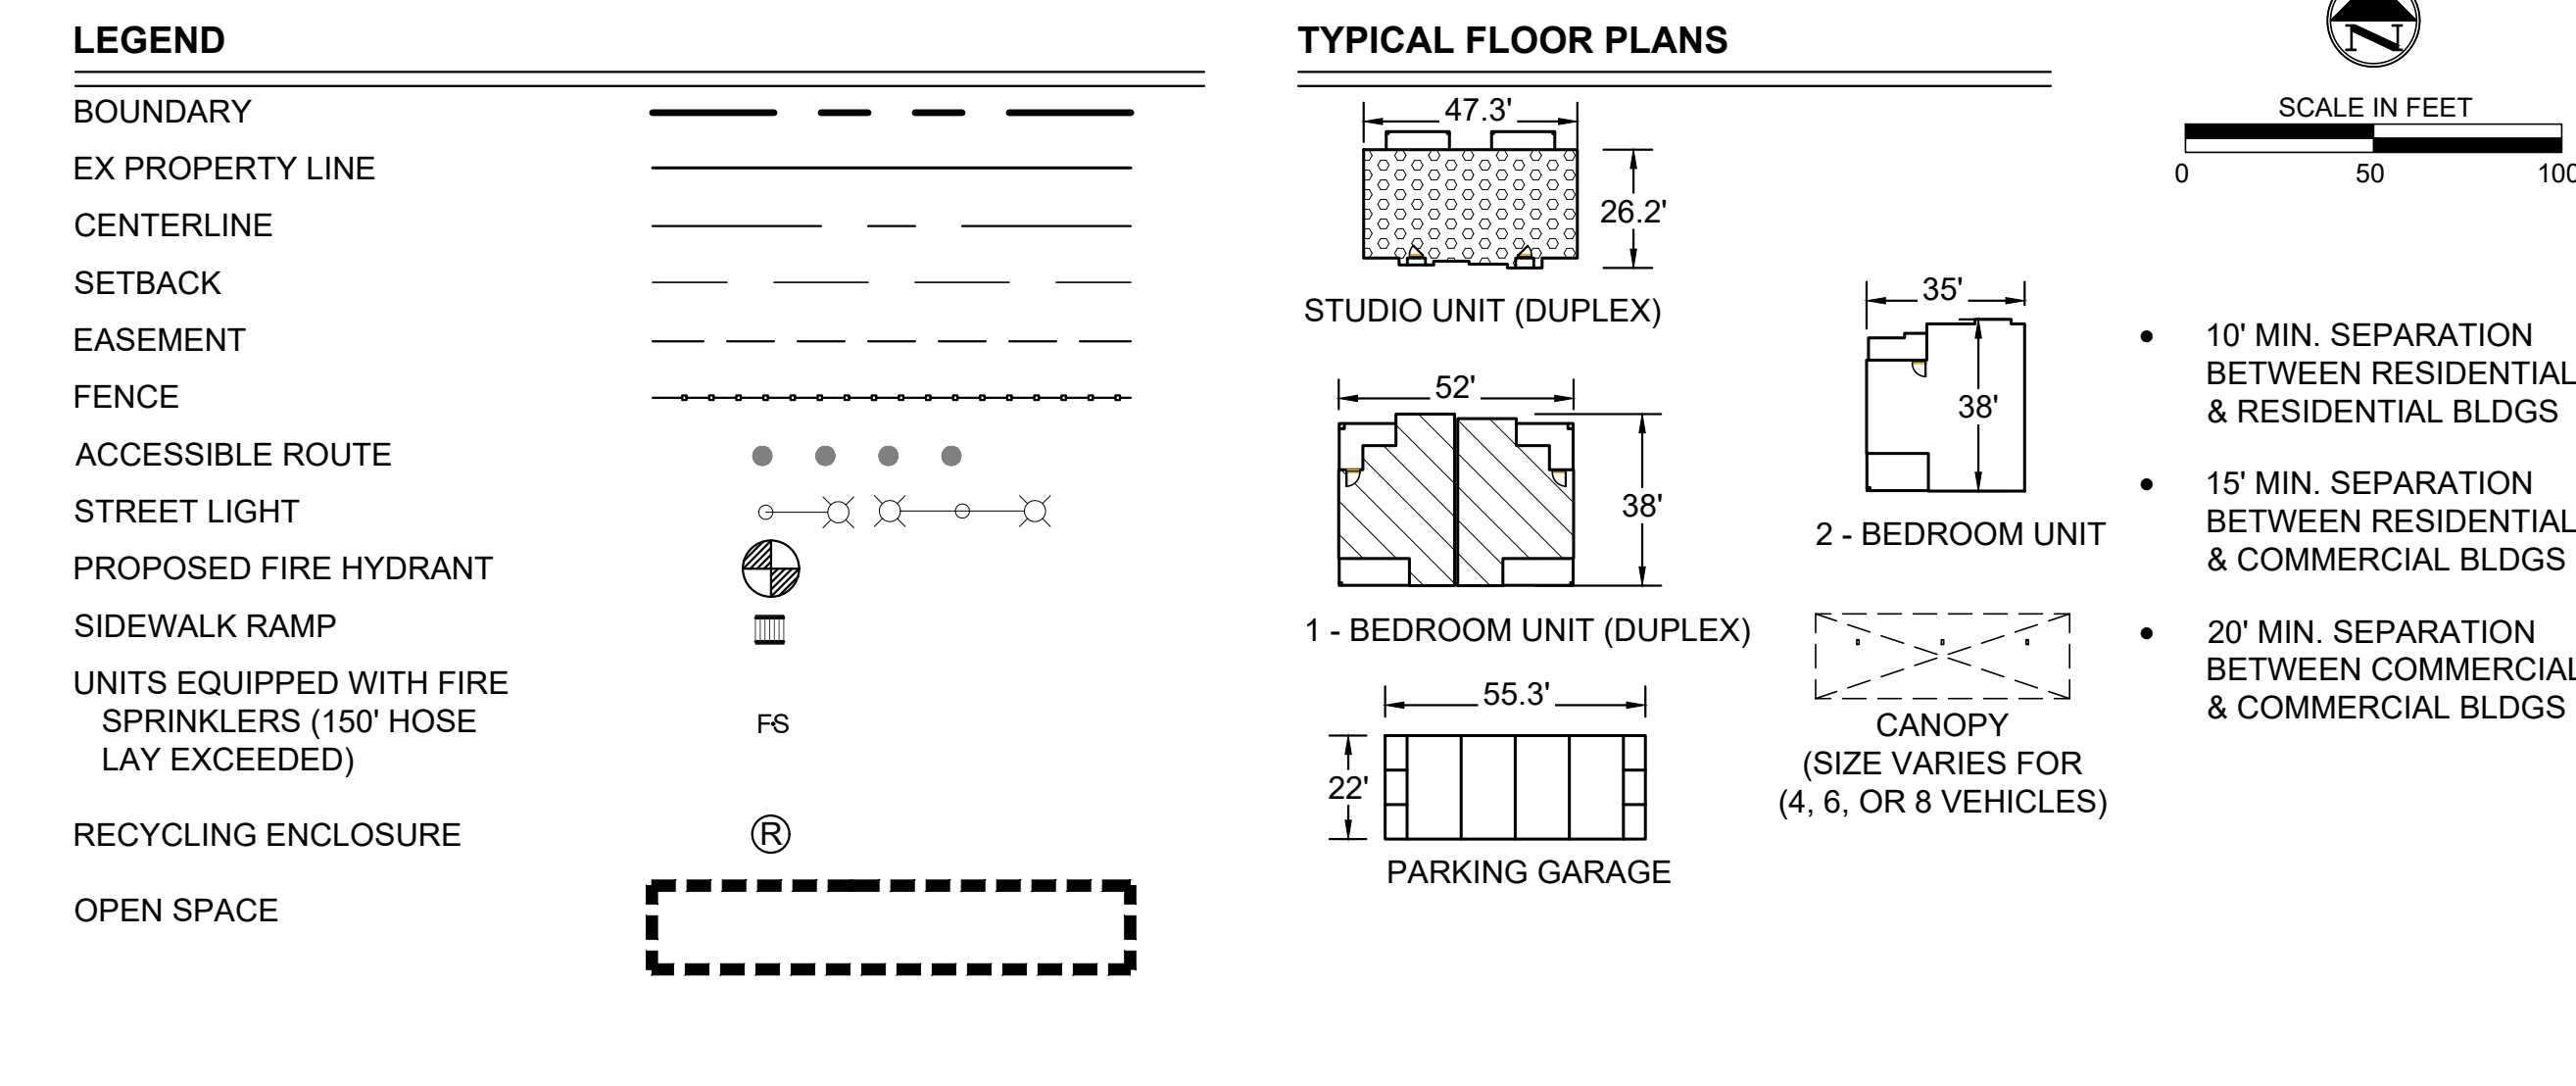 LEGEND
BOUNDARY
EX PROPERTY LINE
CENTERLINE
SETBACK
EASEMENT
FENCE
ACCESSIBLE ROUTE
STREET LIGHT
PROPOSED FIRE HYDRANT
SIDEWALK RAMP
UNITS EQUIPPED WITH FIRE
SPRINKLERS (150' HOSE
LAY EXCEEDED)
FS
RECYCLING ENCLOSURE
R
OPEN SPACE
TYPICAL FLOOR PLANS
47.3'
26.2'
STUDIO UNIT (DUPLEX)
52'
38'
1 - BEDROOM UNIT (DUPLEX)
55.3'
22'
PARKING GARAGE
35'
38'
2 - BEDROOM UNIT
CANOPY
(SIZE VARIES FOR
(4, 6, OR 8 VEHICLES)
N
SCALE IN FEET
0 50 100
• 10' MIN. SEPARATION
BETWEEN RESIDENTIAL
& RESIDENTIAL BLDGS
• 15' MIN. SEPARATION
BETWEEN RESIDENTIAL
& COMMERCIAL BLDGS
• 20' MIN. SEPARATION
BETWEEN COMMERCIAL
& COMMERCIAL BLDGS